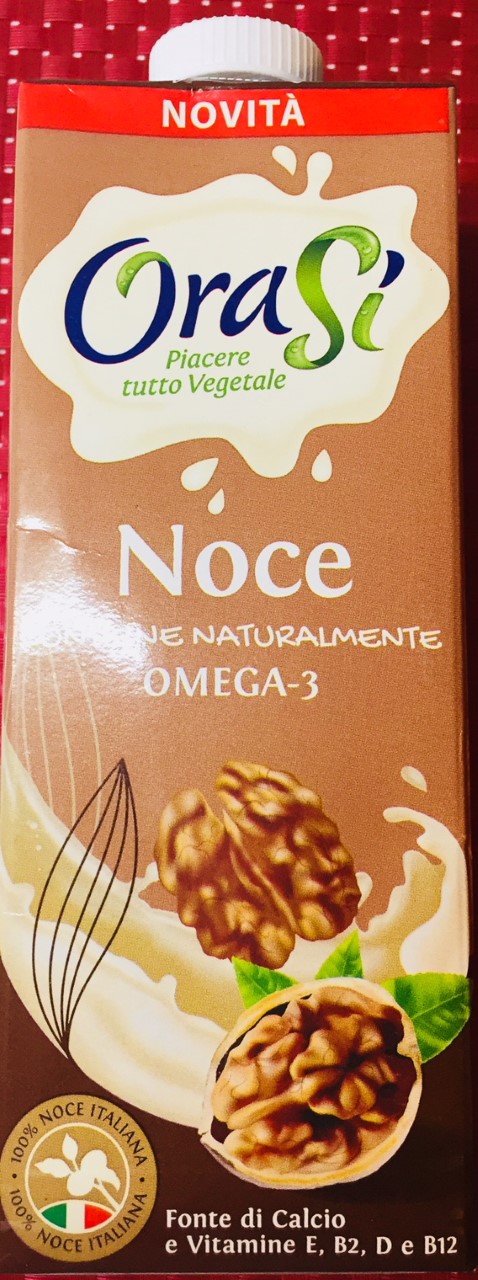 NOVITÀ
OraSì
Piacere
tutto Vegetale
Noce
NATURALMENTE
OMEGA-3
100% NOCE ITALIANA
100% NOCE ITALIANA
Fonte di Calcio
e Vitamine E, B2, D e B12